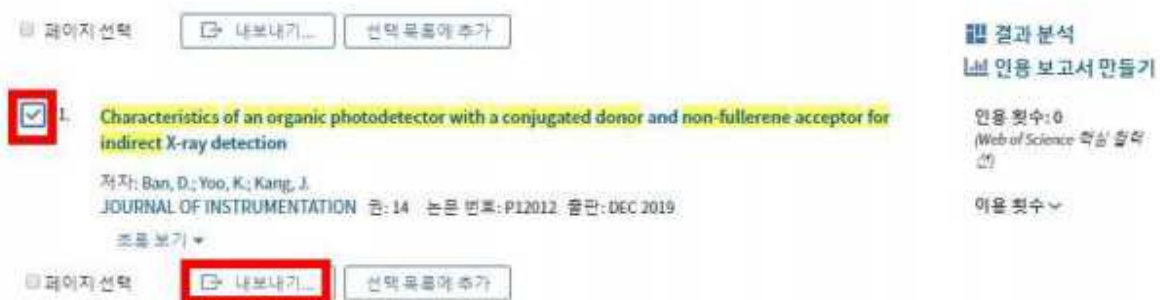 페이지 선택 내보내기... 선택 목록에 추가
결과 분석
인용 보고서 만들기
1. Characteristics of an organic photodetector with a conjugated donor and non-fullerene acceptor for
indirect X-ray detection
저자: Ban, D.; Yoo, K.; Kang, J.
JOURNAL OF INSTRUMENTATION 권: 14 논문 번호: P12012 출판: DEC 2019
초록 보기
인용 횟수: 0
(Web of Science 핵심 컬렉
션)
이용 횟수
페이지 선택 내보내기... 선택 목록에 추가